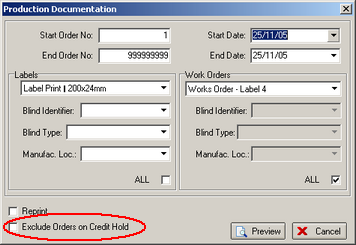 Production Documentation
Start Order No: 1 Start Date: 25/11/05
End Order No: 999999999 End Date: 25/11/05
Labels Work Orders
Label Print 200x24mm Works Order - Label 4
Blind Identifier: Blind Identifier:
Blind Type: Blind Type:
Manufac. Loc.: Manufac. Loc.:
ALL ALL
Reprint
Exclude Orders on Credit Hold Preview Cancel